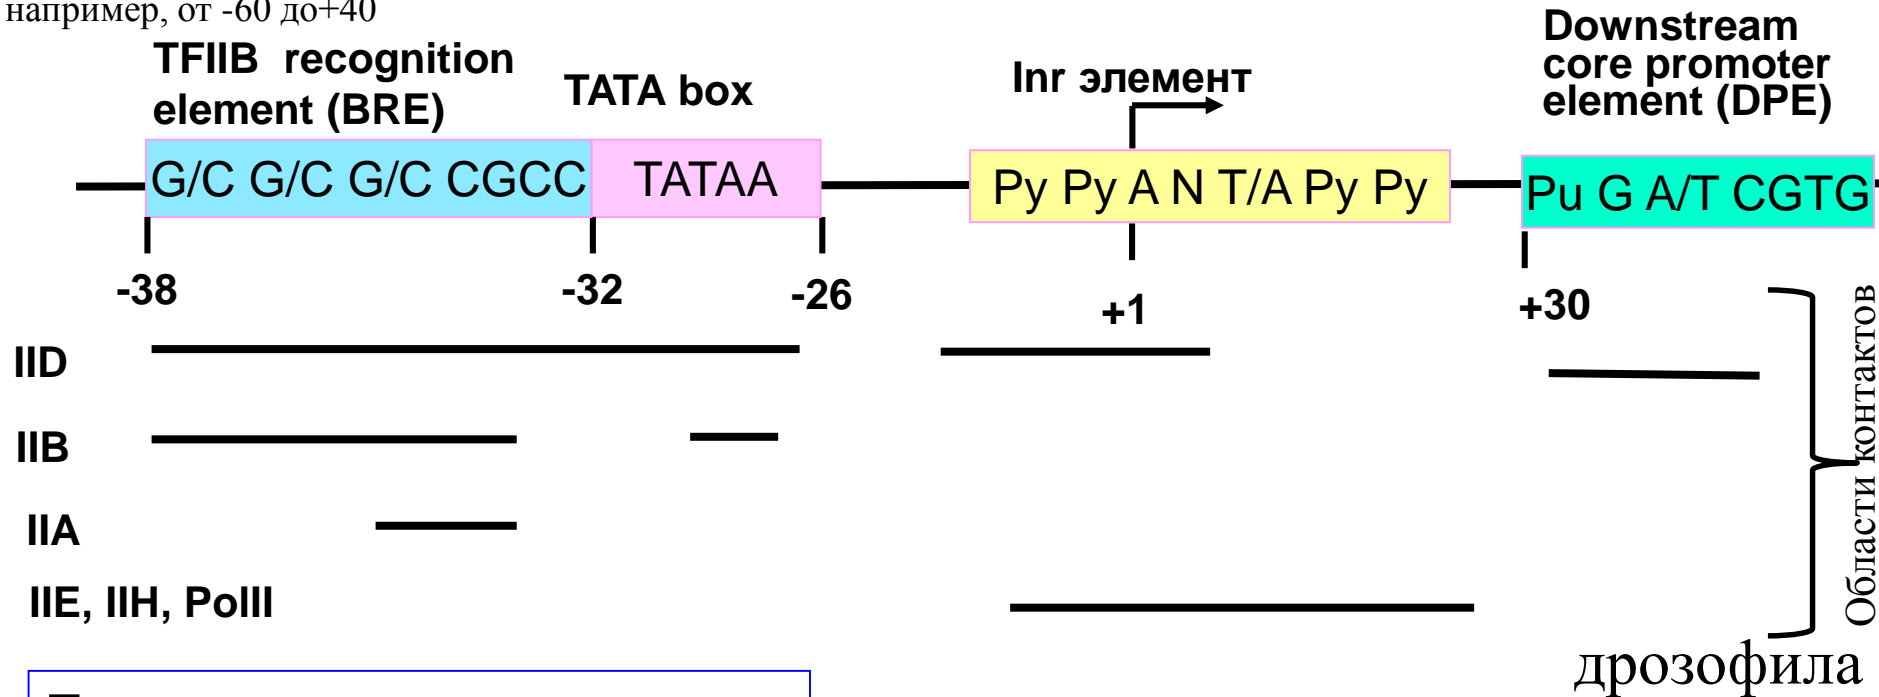 например, от -60 до+40
TFIIB recognition
element (BRE)
TATA box
Inr элемент
Downstream
core promoter
element (DPE)
G/C G/C G/C CGCC
TATAA
Py Py A N T/A Py Py
Pu G A/T CGTG
-38
-32
-26
+1
+30
IID
IIB
IIA
IIE, IIH, PolII
Области контактов
дрозофила